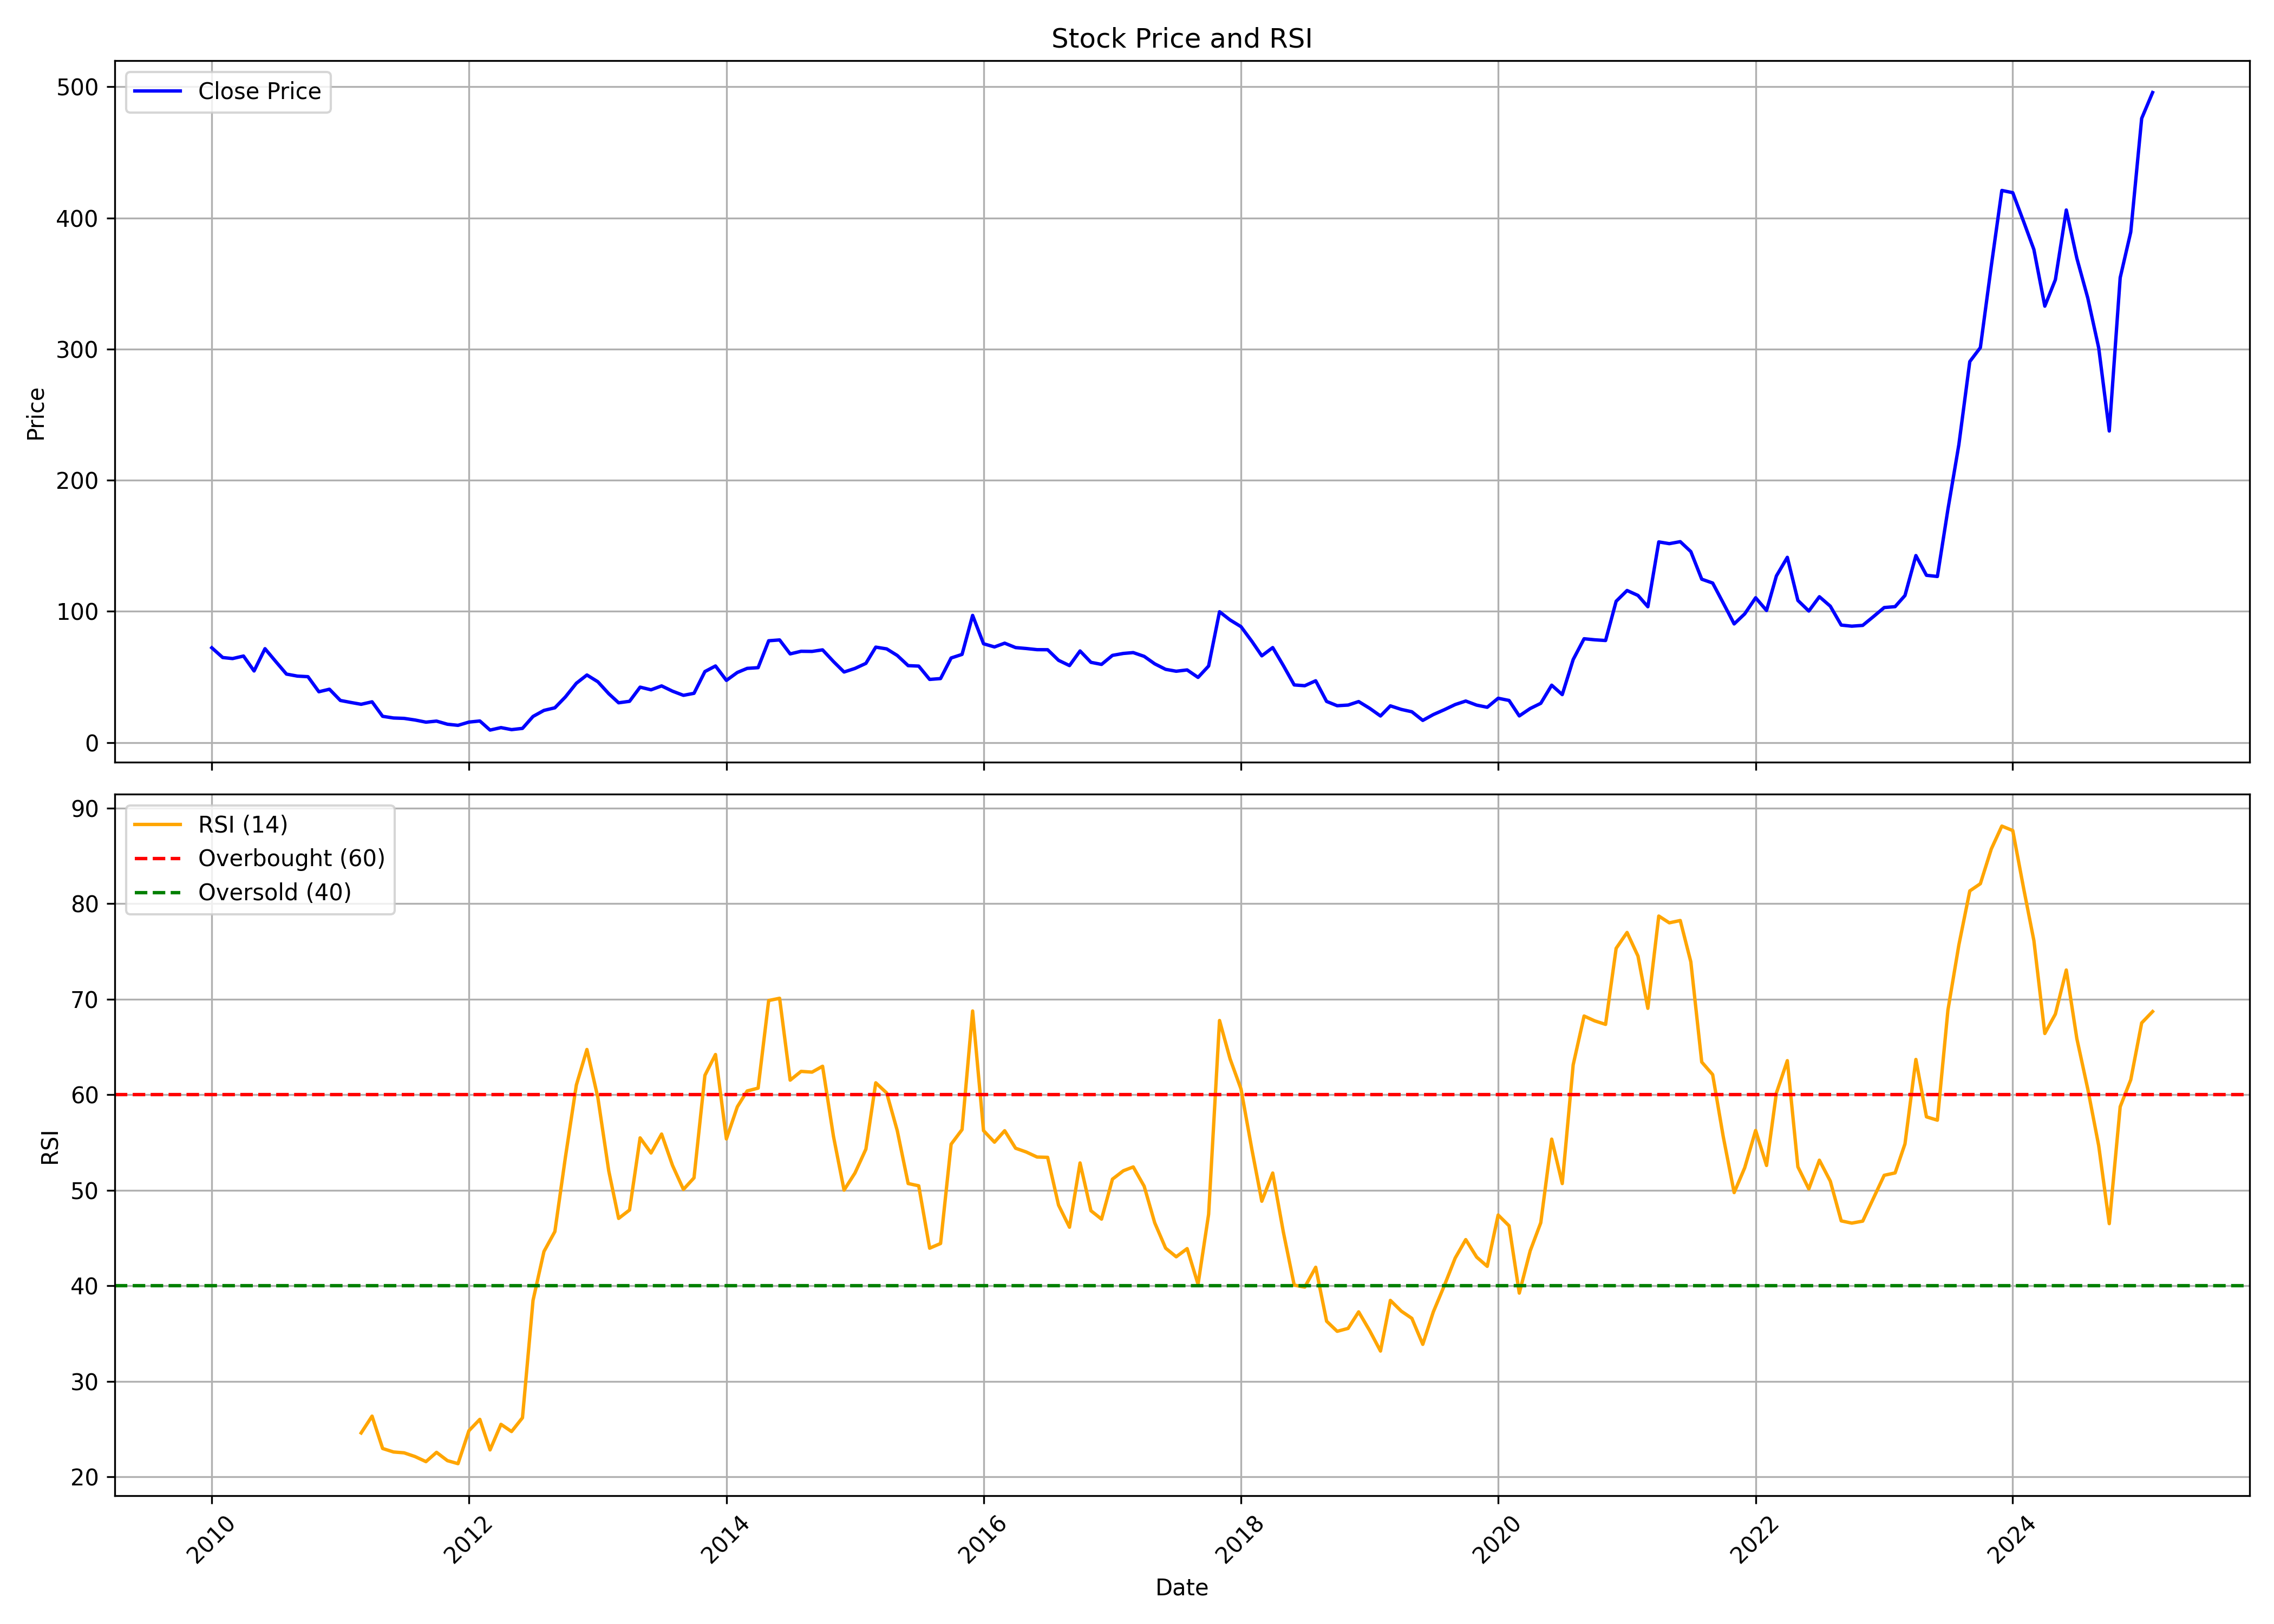 Stock Price and RSI
Close Price
500
400
300
200
100
0
Price
RSI (14)
Overbought (60)
Oversold (40)
90
80
70
60
50
40
30
20
RSI
2010
2012
2014
2016
2018
2020
2022
2024
Date